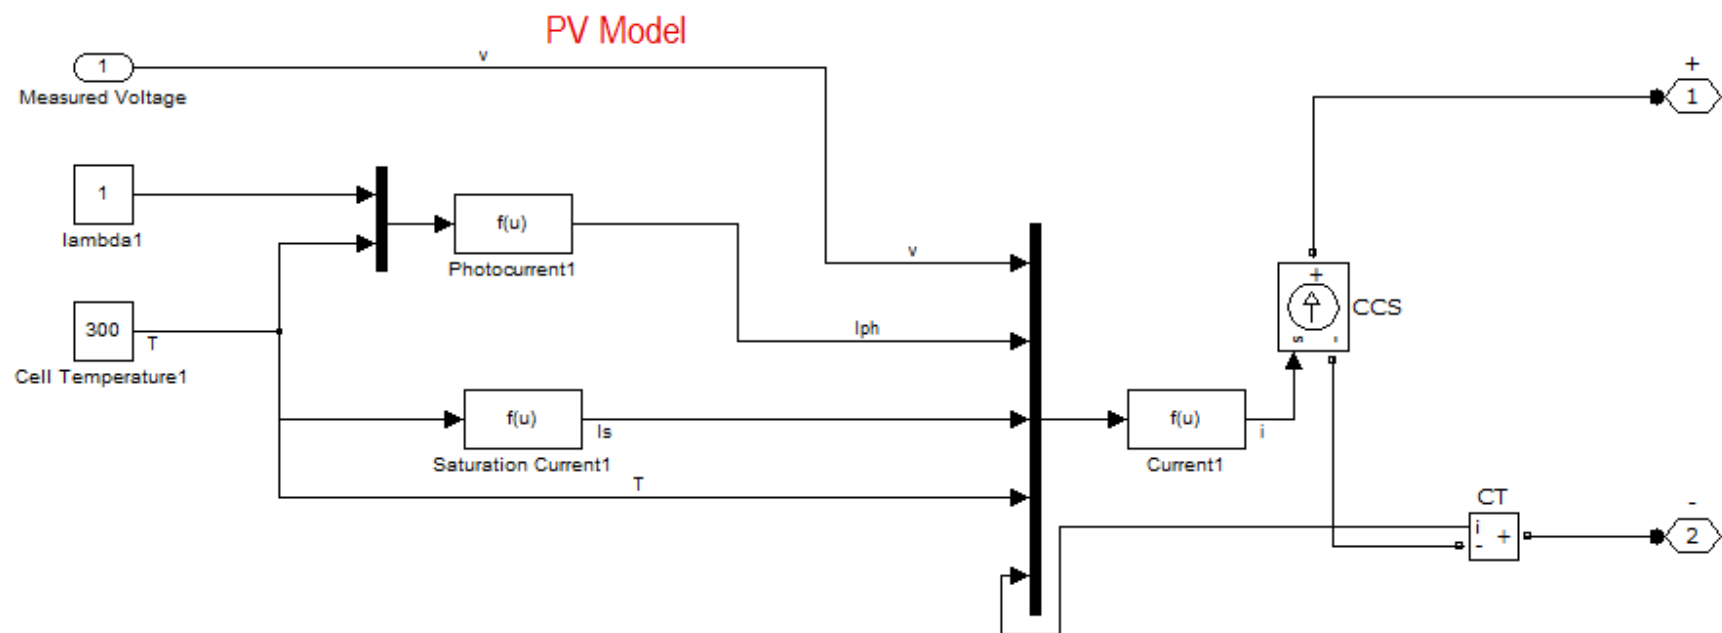 PV Model
1
v
Measured Voltage
+
1
1
lambda1
f(u)
Photocurrent1
v
300
T
Cell Temperature1
Iph
+
s
-
CCS
f(u)
Is
Saturation Current1
f(u)
i
Current1
T
CT
i
-
+
-
2